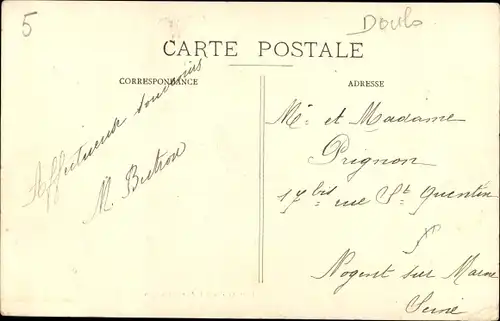 5
Doulo
CARTE POSTALE
CORRESPONDANCE
ADRESSE
Affectueux souvenirs
M. Butron
Mr. et Madame
Prignon
17 bis rue St. Quentin
Nogent sur Marne
Seine